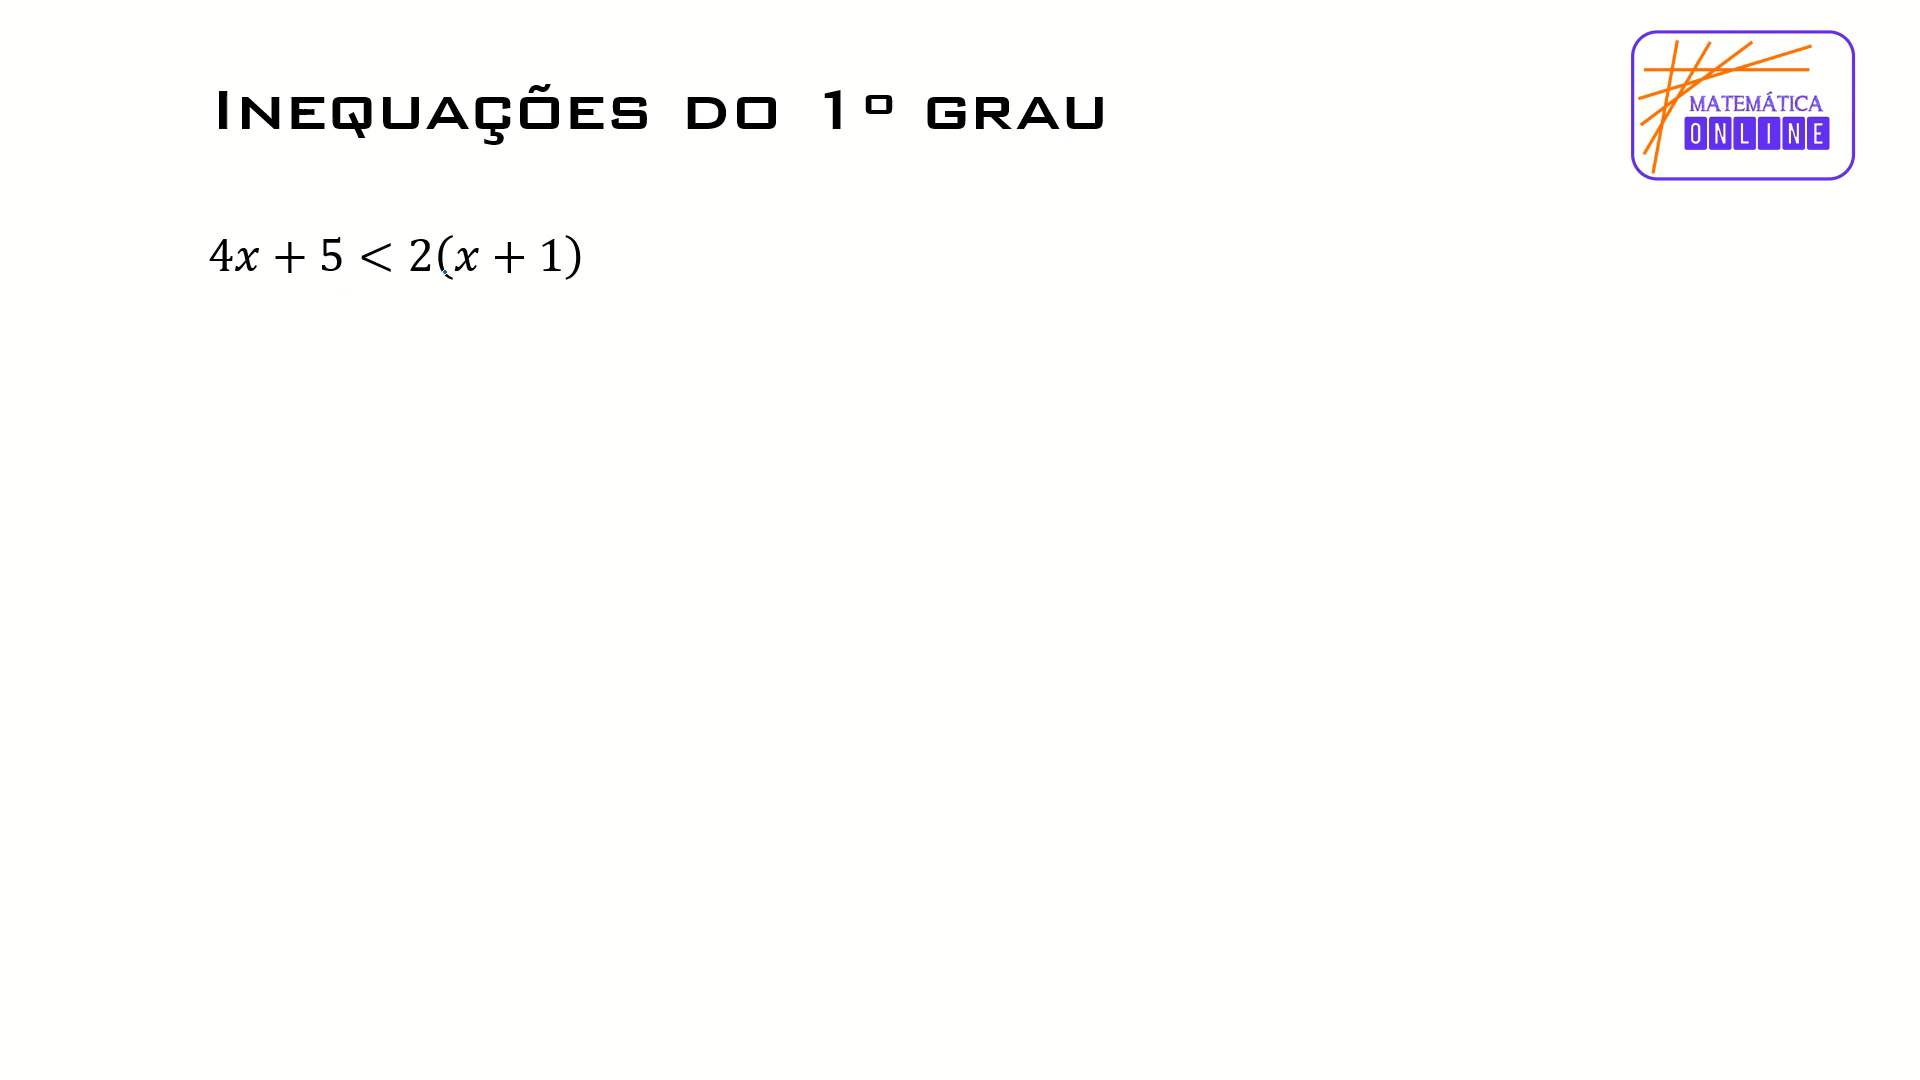 Inequações do 1º grau
MATEMÁTICA
ONLINE
4x + 5 < 2(x + 1)